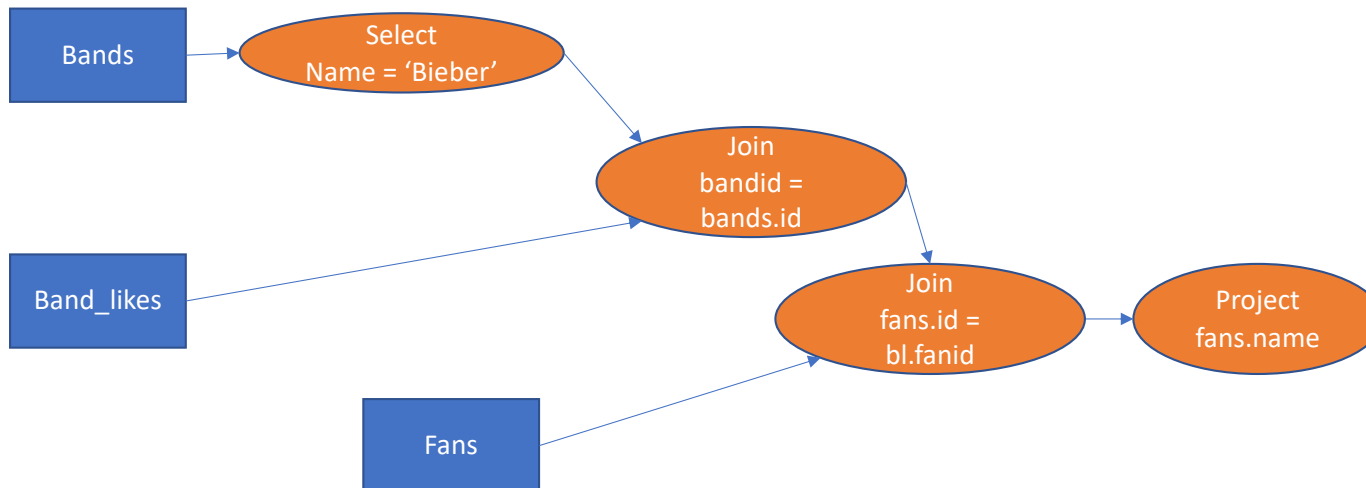 Bands
Select
Name = ‘Bieber’
Join
bandid =
bands.id
Band_likes
Join
fans.id =
bl.fanid
Project
fans.name
Fans